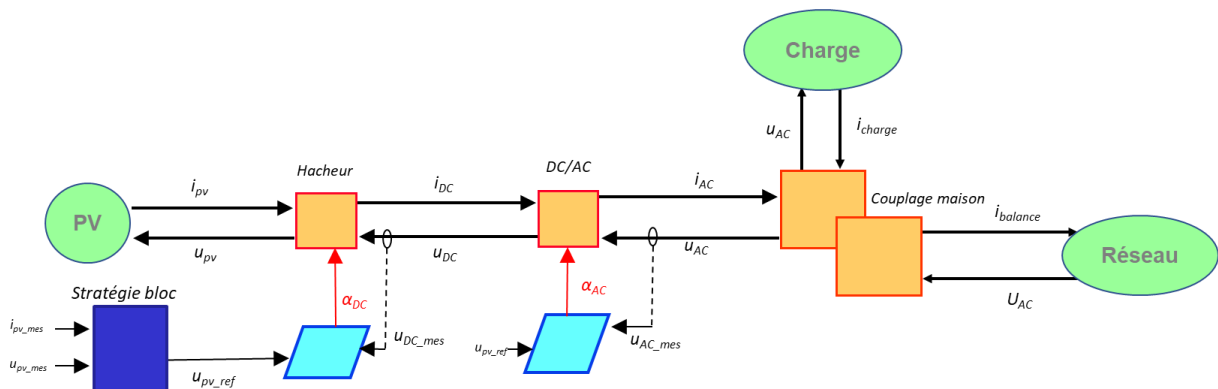 Charge
u_AC
i_charge
Hacheur
DC/AC
i_pv
i_DC
i_AC
Couplage maison
i_balance
PV
u_pv
u_DC
u_AC
Réseau
U_AC
Stratégie bloc
α_DC
α_AC
i_pv_mes
u_DC_mes
u_pv_ref
u_AC_mes
u_pv_mes
u_pv_ref